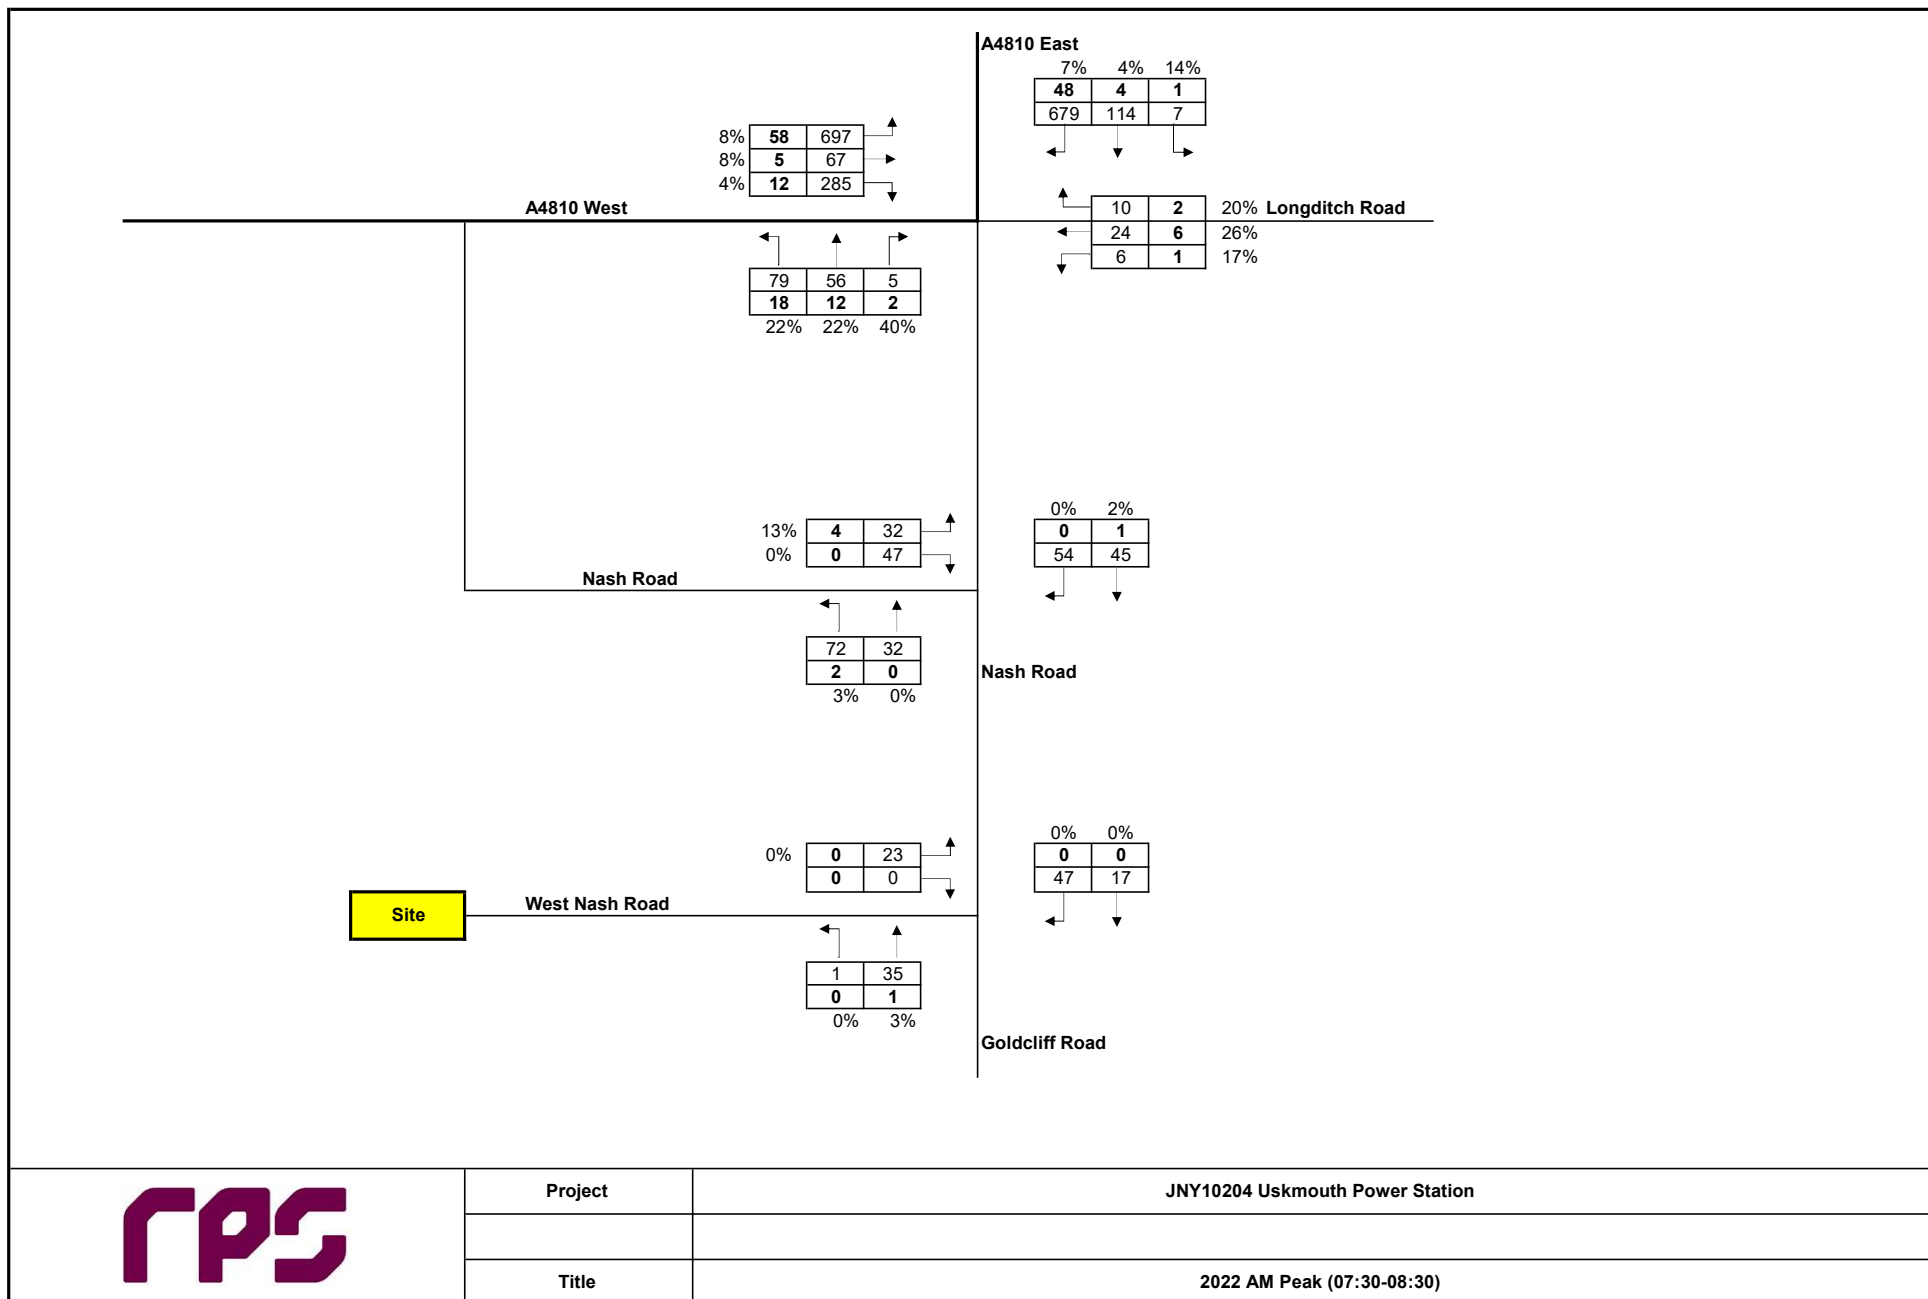 A4810 East
7% 4% 14%
48 4 1
679 114 7
8% 58 697
8% 5 67
4% 12 285
A4810 West
10 2 20% Longditch Road
24 6 26%
6 1 17%
79 56 5
18 12 2
22% 22% 40%
0% 2%
13% 4 32
0 1
0% 0 47
54 45
Nash Road
72 32
2 0
Nash Road
3% 0%
0% 0%
0% 0 23
0 0
0 0
47 17
Site
West Nash Road
1 35
0 1
0% 3%
Goldcliff Road
rps
Project
JNY10204 Uskmouth Power Station
Title
2022 AM Peak (07:30-08:30)